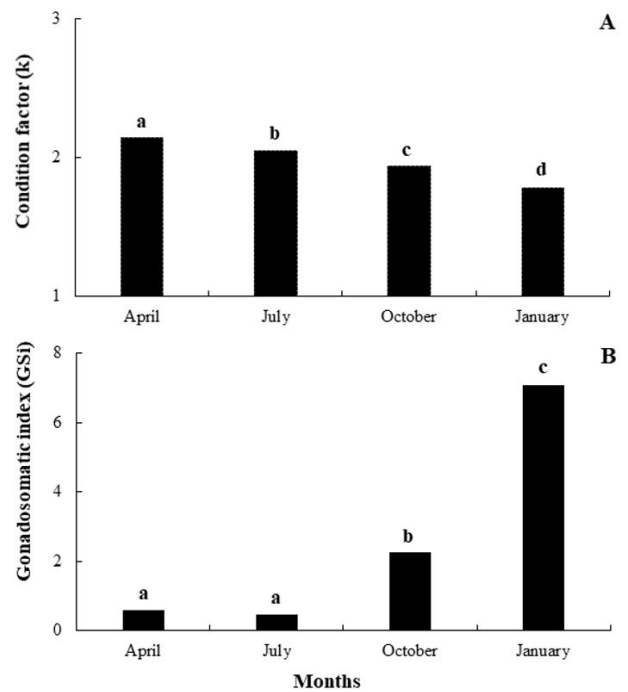 A
Condition factor (k)
3
a
b
2
c
d
1
April July October January
B
Gonadosomatic index (GSi)
8
c
6
4
b
2
a a
0
April July October January
Months